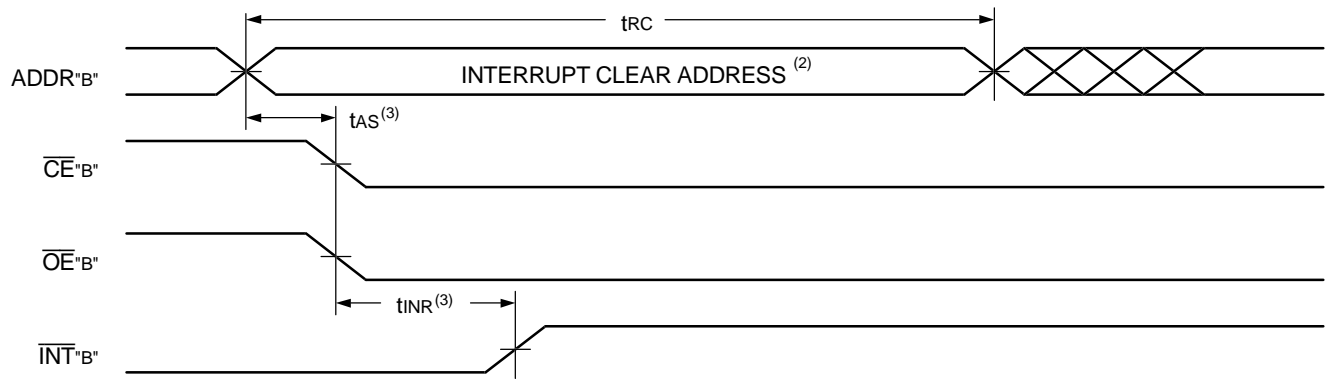 tRC
ADDR"B"
INTERRUPT CLEAR ADDRESS (2)
tAS(3)
CE"B"
OE"B"
tINR(3)
INT"B"